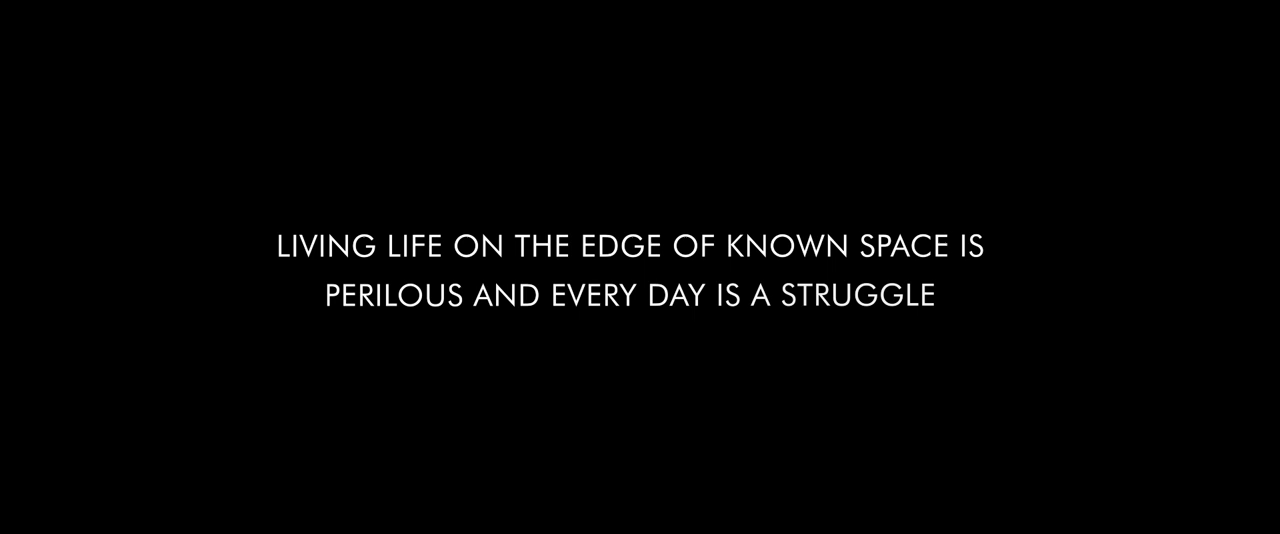 LIVING LIFE ON THE EDGE OF KNOWN SPACE IS
PERILOUS AND EVERY DAY IS A STRUGGLE